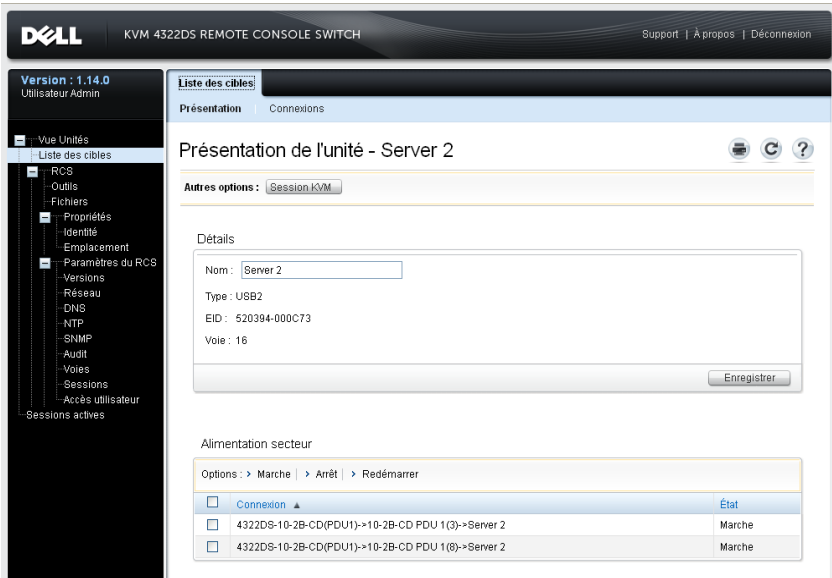 DELL
KVM 4322DS REMOTE CONSOLE SWITCH
Support | À propos | Déconnexion
Version : 1.14.0
Utilisateur Admin
Liste des cibles
Présentation
Connexions
Vue Unités
Liste des cibles
RCS
Outils
Fichiers
Propriétés
Identité
Emplacement
Paramètres du RCS
Versions
Réseau
DNS
NTP
SNMP
Audit
Voies
Sessions
Accès utilisateur
Sessions actives
Présentation de l'unité - Server 2
?
Autres options : Session KVM
Détails
Nom : Server 2
Type : USB2
EID : 520394-000C73
Voie : 16
Enregistrer
Alimentation secteur
Options : > Marche | > Arrêt | > Redémarrer
Connexion ▲ État
4322DS-10-2B-CD(PDU1)->10-2B-CD PDU 1(3)->Server 2 Marche
4322DS-10-2B-CD(PDU1)->10-2B-CD PDU 1(8)->Server 2 Marche